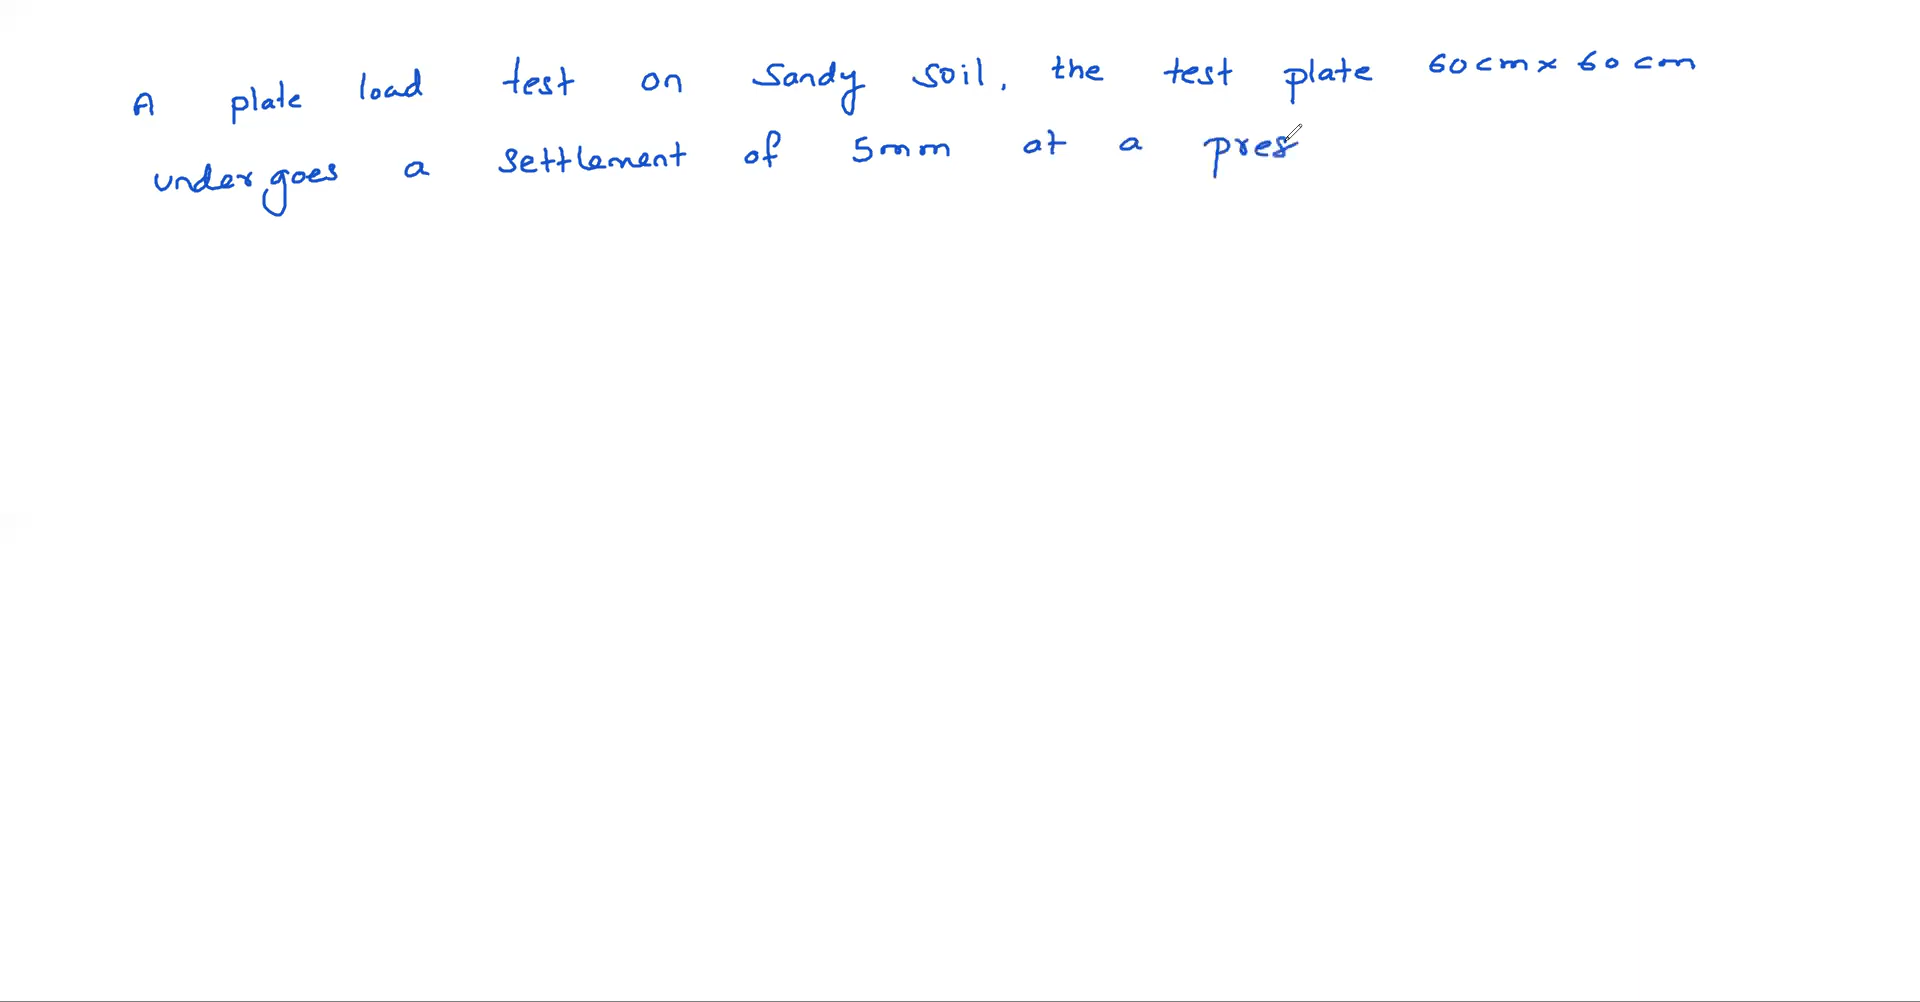 A plate load test on Sandy Soil, the test plate 60cm x 60cm
undergoes a settlement of 5mm at a pres